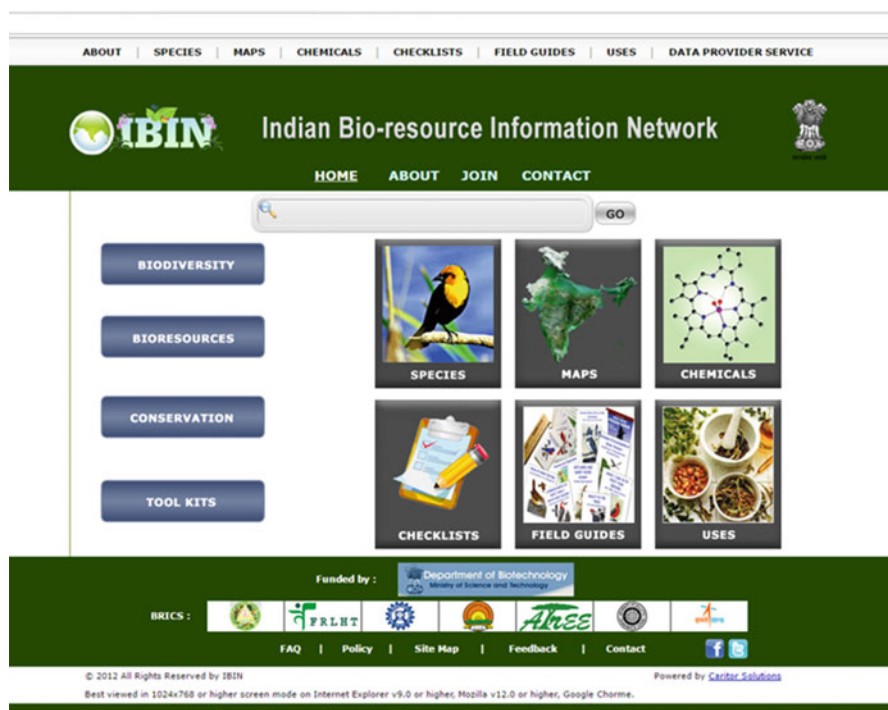 ABOUT | SPECIES | MAPS | CHEMICALS | CHECKLISTS | FIELD GUIDES | USES | DATA PROVIDER SERVICE
IBIN Indian Bio-resource Information Network
HOME ABOUT JOIN CONTACT
GO
BIODIVERSITY
BIORESOURCES
CONSERVATION
TOOL KITS
SPECIES MAPS CHEMICALS
CHECKLISTS FIELD GUIDES USES
Funded by : Department of Biotechnology
Ministry of Science and Technology
BRICS : FRLHT ATREE
FAQ | Policy | Site Map | Feedback | Contact
© 2012 All Rights Reserved by IBIN Powered by Caritor Solutions
Best viewed in 1024x768 or higher screen mode on Internet Explorer v9.0 or higher, Mozilla v12.0 or higher, Google Chorme.